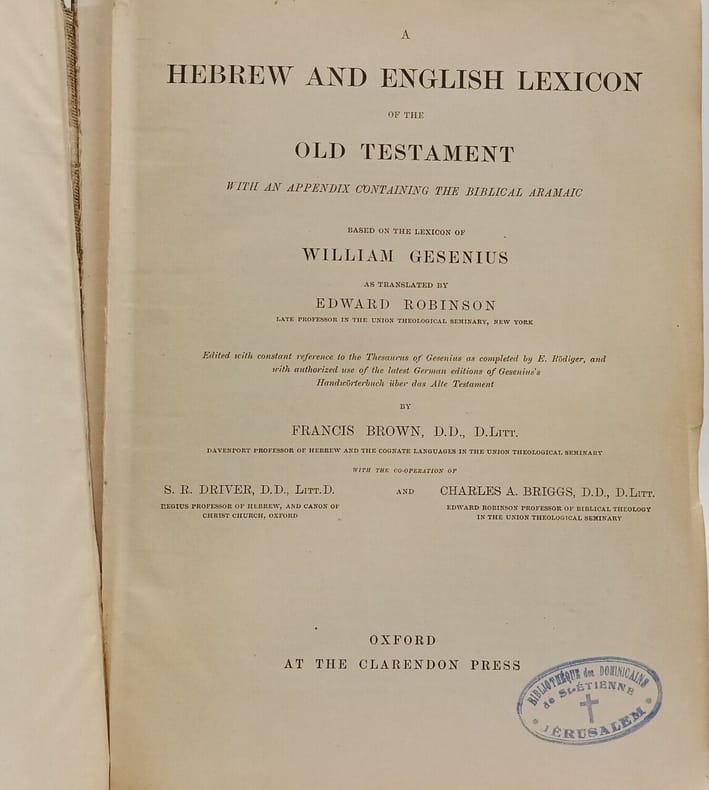 A
HEBREW AND ENGLISH LEXICON
OF THE
OLD TESTAMENT
WITH AN APPENDIX CONTAINING THE BIBLICAL ARAMAIC
BASED ON THE LEXICON OF
WILLIAM GESENIUS
AS TRANSLATED BY
EDWARD ROBINSON
LATE PROFESSOR IN THE UNION THEOLOGICAL SEMINARY, NEW YORK
Edited with constant reference to the Thesaurus of Gesenius as completed by E. Rödiger, and
with authorized use of the latest German editions of Gesenius's
Handwörterbuch über das Alte Testament
BY
FRANCIS BROWN, D.D., D.LITT.
DAVENPORT PROFESSOR OF HEBREW AND THE COGNATE LANGUAGES IN THE UNION THEOLOGICAL SEMINARY
WITH THE CO-OPERATION OF
S. R. DRIVER, D.D., LITT.D. AND CHARLES A. BRIGGS, D.D., D.LITT.
REGIUS PROFESSOR OF HEBREW, AND CANON OF
CHRIST CHURCH, OXFORD
EDWARD ROBINSON PROFESSOR OF BIBLICAL THEOLOGY
IN THE UNION THEOLOGICAL SEMINARY
OXFORD
AT THE CLARENDON PRESS
BIBLIOTHÈQUE des DOMINICAINS
de St-ÉTIENNE
JÉRUSALEM